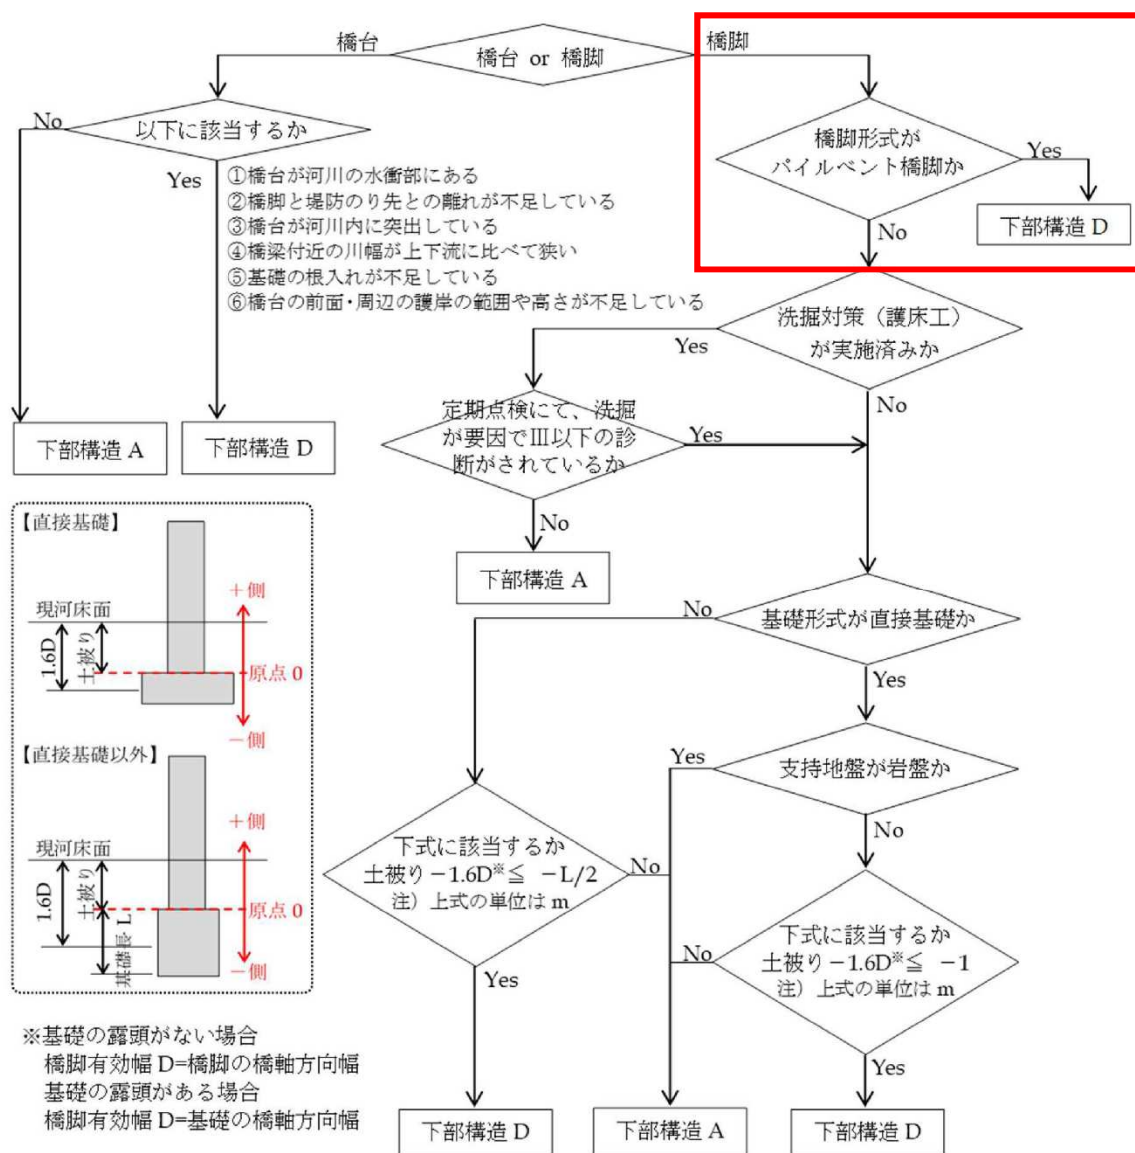 橋台
橋台 or 橋脚
橋脚
No
以下に該当するか
Yes
①橋台が河川の水衝部にある
②橋脚と堤防のり先との離れが不足している
③橋台が河川内に突出している
④橋梁付近の川幅が上下流に比べて狭い
⑤基礎の根入れが不足している
⑥橋台の前面・周辺の護岸の範囲や高さが不足している
下部構造 A
下部構造 D
橋脚形式が
パイルベント橋脚か
Yes
下部構造 D
No
洗掘対策（護床工）
が実施済みか
Yes
No
定期点検にて、洗掘
が要因でⅢ以下の診
断がされているか
Yes
No
下部構造 A
基礎形式が直接基礎か
No
Yes
支持地盤が岩盤か
Yes
No
下式に該当するか
土被り－1.6D※≦ －L/2
注）上式の単位は m
No
Yes
下式に該当するか
土被り－1.6D※≦ －1
注）上式の単位は m
No
Yes
下部構造 D
下部構造 A
下部構造 D
【直接基礎】
＋側
現河床面
1.6D
土被り
原点 0
－側
【直接基礎以外】
＋側
現河床面
1.6D
土被り
原点 0
基礎長 L
－側
※基礎の露頭がない場合
橋脚有効幅 D=橋脚の橋軸方向幅
基礎の露頭がある場合
橋脚有効幅 D=基礎の橋軸方向幅